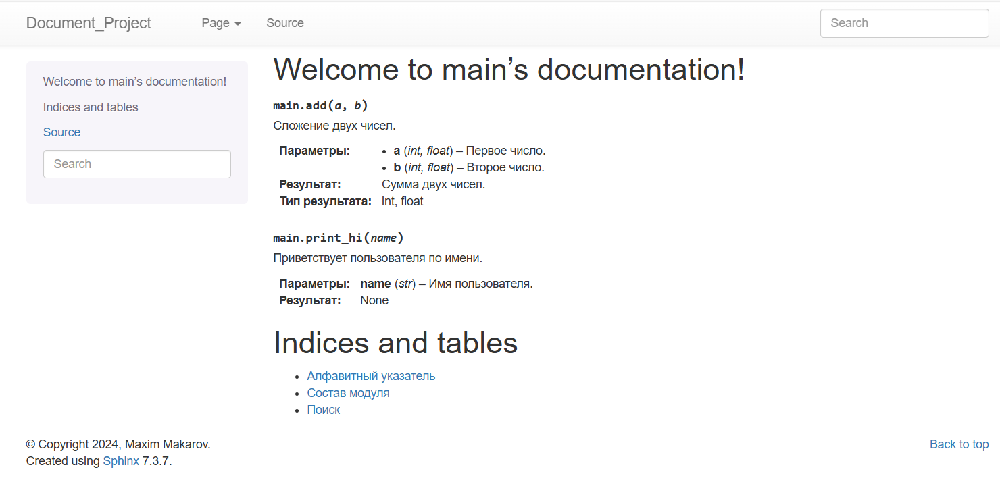 Document_Project Page Source Search
Welcome to main’s documentation!
Indices and tables
Source
Search
Welcome to main’s documentation!
main.add(a, b)
Сложение двух чисел.
Параметры: • a (int, float) – Первое число.
• b (int, float) – Второе число.
Результат: Сумма двух чисел.
Тип результата: int, float
main.print_hi(name)
Приветствует пользователя по имени.
Параметры: name (str) – Имя пользователя.
Результат: None
Indices and tables
• Алфавитный указатель
• Состав модуля
• Поиск
© Copyright 2024, Maxim Makarov. Back to top
Created using Sphinx 7.3.7.